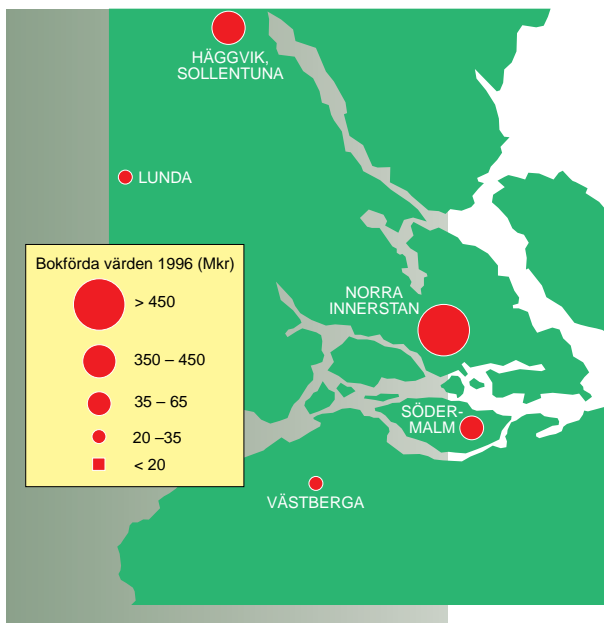 HÄGGVIK,
SOLLENTUNA
LUNDA
Bokförda värden 1996 (Mkr)
> 450
350 – 450
35 – 65
20 –35
< 20
NORRA
INNERSTAN
SÖDER-
MALM
VÄSTBERGA